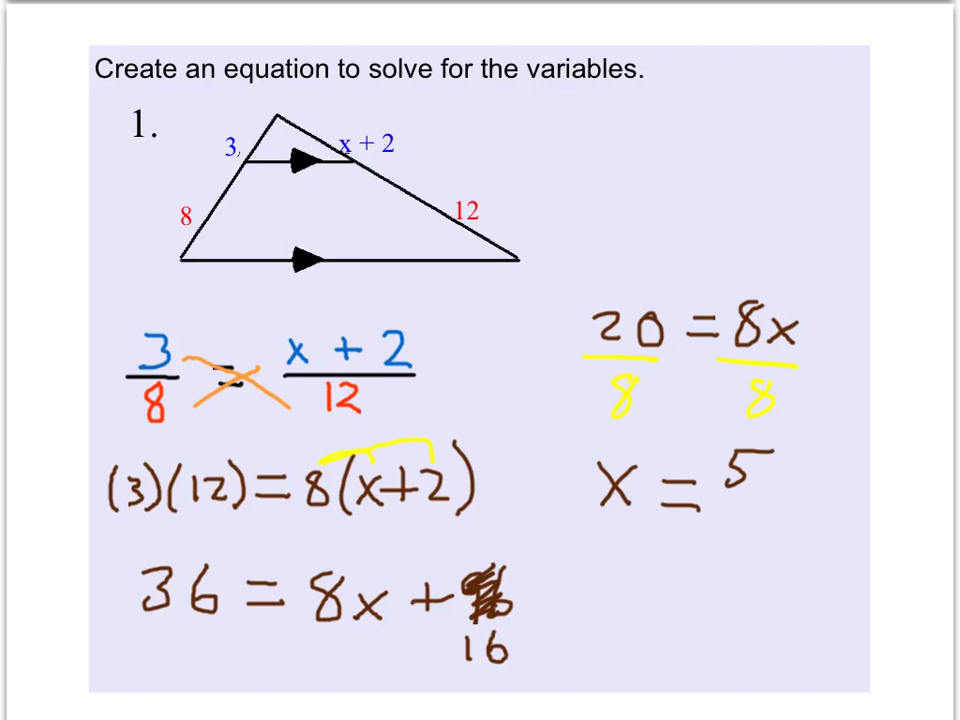 Create an equation to solve for the variables.
1.
3
x + 2
8
12
3/8 = x + 2/12
(3)(12) = 8(x+2)
36 = 8x +
16
20 = 8x
8 8
x = 5